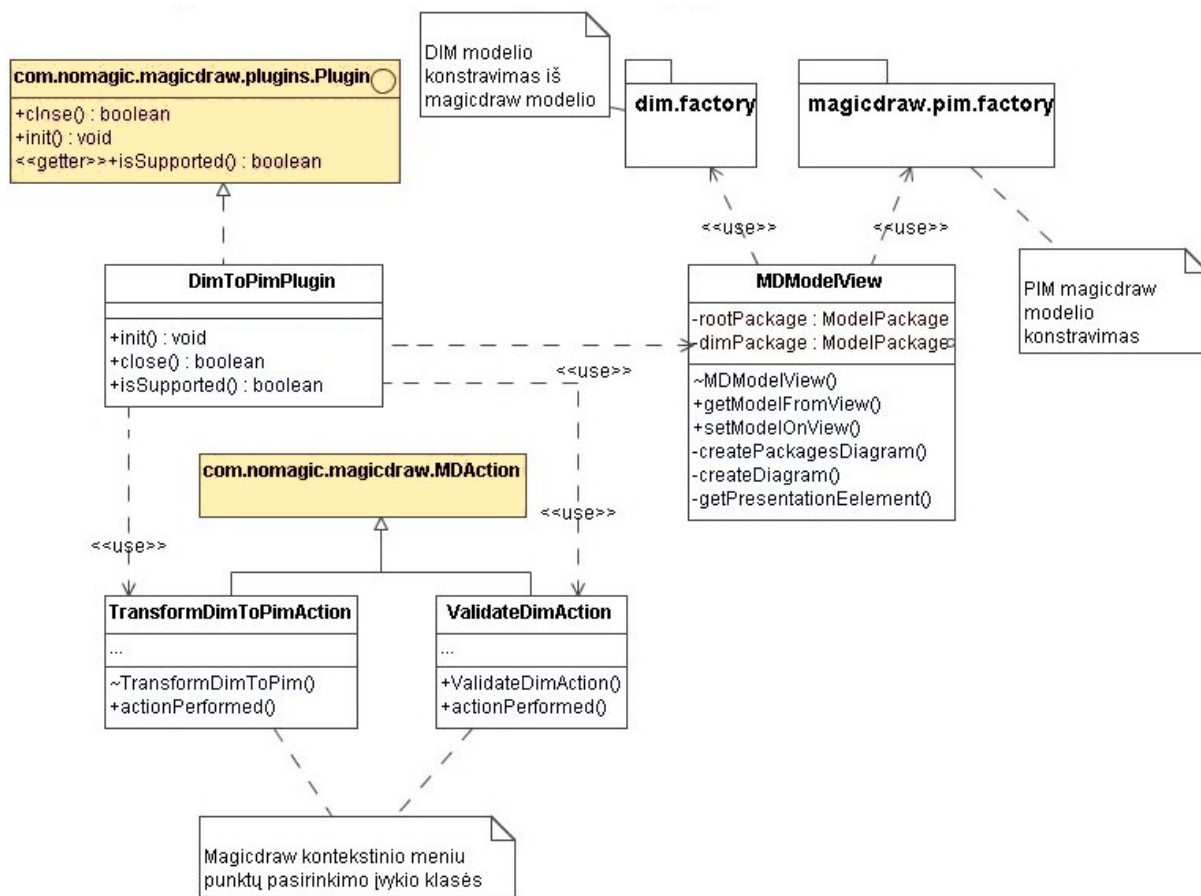 DIM modelio
konstravimas iš
magicdraw modelio
com.nomagic.magicdraw.plugins.Plugin
+close() : boolean
+init() : void
<<getter>>+isSupported() : boolean
dim.factory
magicdraw.pim.factory
<<use>>
<<use>>
PIM magicdraw
modelio
konstravimas
DimToPimPlugin
+init() : void
+close() : boolean
+isSupported() : boolean
MDModelView
-rootPackage : ModelPackage
-dimPackage : ModelPackage
~MDModelView()
+getModelFromView()
+setModelOnView()
-createPackagesDiagram()
-createDiagram()
-getPresentationEelement()
<<use>>
com.nomagic.magicdraw.MDAction
<<use>>
<<use>>
TransformDimToPimAction
...
~TransformDimToPim()
+actionPerformed()
ValidateDimAction
...
+ValidateDimAction()
+actionPerformed()
Magicdraw kontekstinio meniu
punktų pasirinkimo įvykio klasės